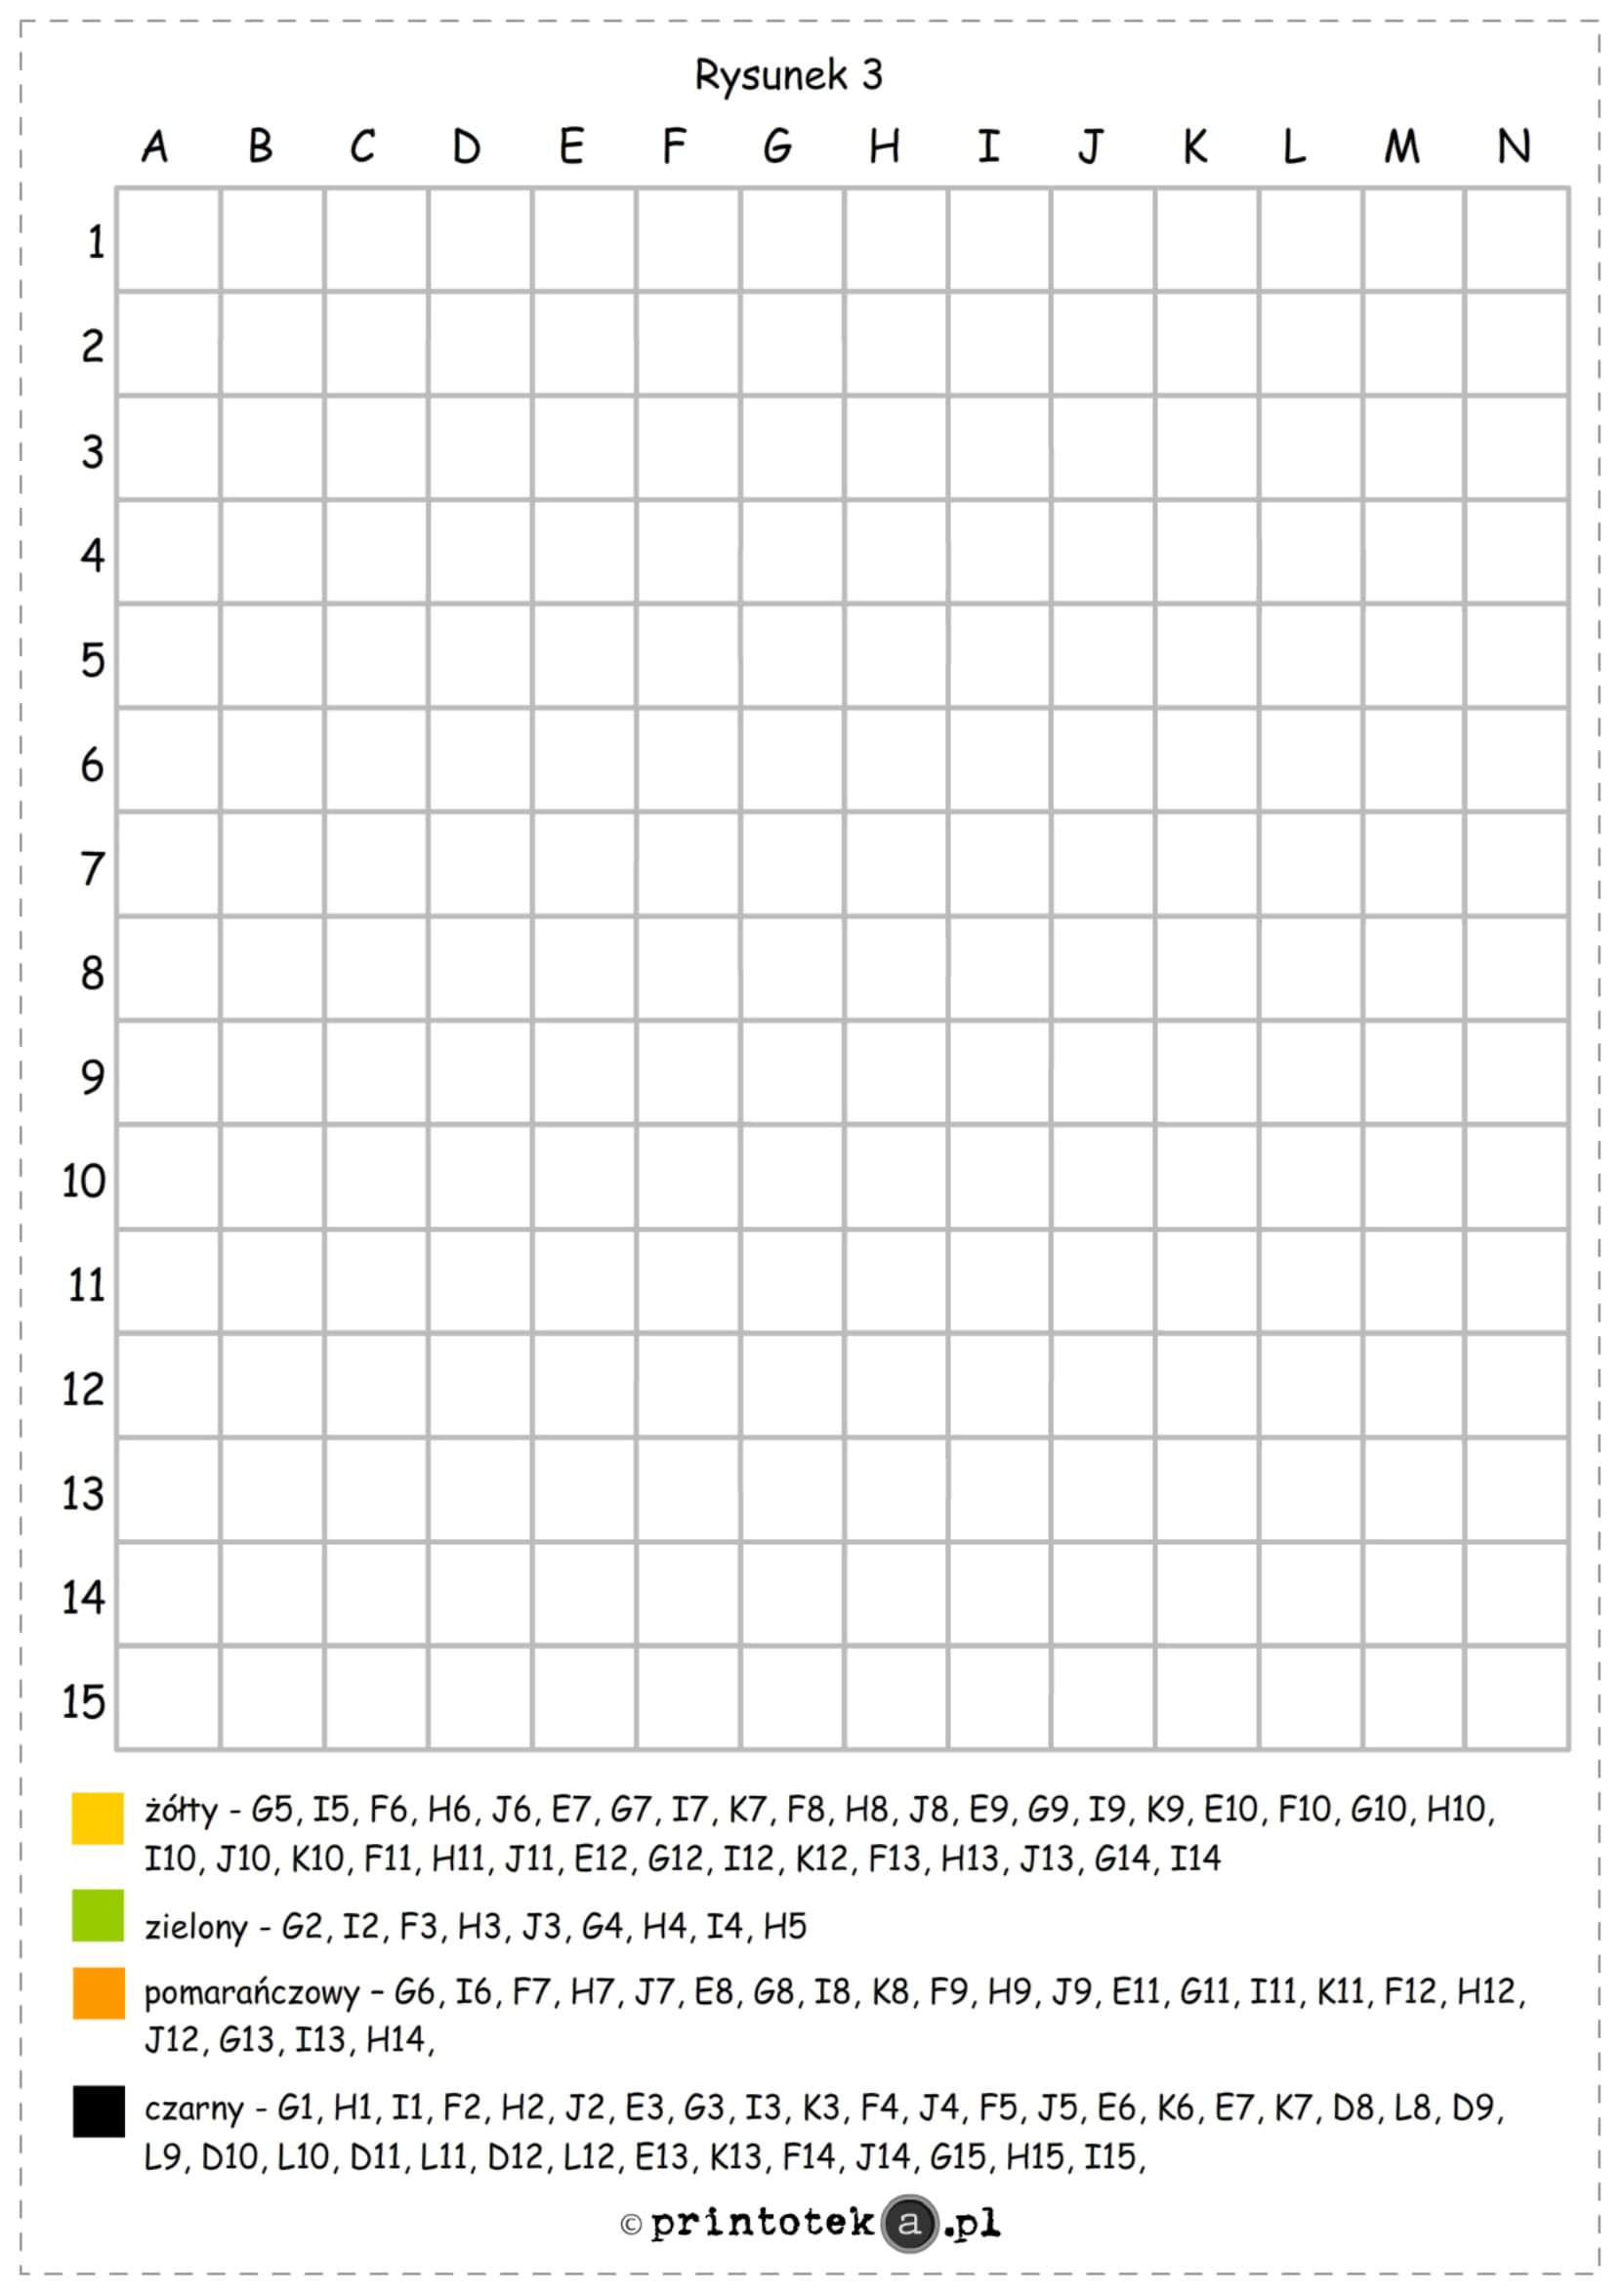 Rysunek 3
A B C D E F G H I J K L M N
1
2
3
4
5
6
7
8
9
10
11
12
13
14
15
żółty - G5, I5, F6, H6, J6, E7, G7, I7, K7, F8, H8, J8, E9, G9, I9, K9, E10, F10, G10, H10,
I10, J10, K10, F11, H11, J11, E12, G12, I12, K12, F13, H13, J13, G14, I14
zielony - G2, I2, F3, H3, J3, G4, H4, I4, H5
pomarańczowy - G6, I6, F7, H7, J7, E8, G8, I8, K8, F9, H9, J9, E11, G11, I11, K11, F12, H12,
J12, G13, I13, H14,
czarny - G1, H1, I1, F2, H2, J2, E3, G3, I3, K3, F4, J4, F5, J5, E6, K6, E7, K7, D8, L8, D9,
L9, D10, L10, D11, L11, D12, L12, E13, K13, F14, J14, G15, H15, I15,
© printoteka.pl